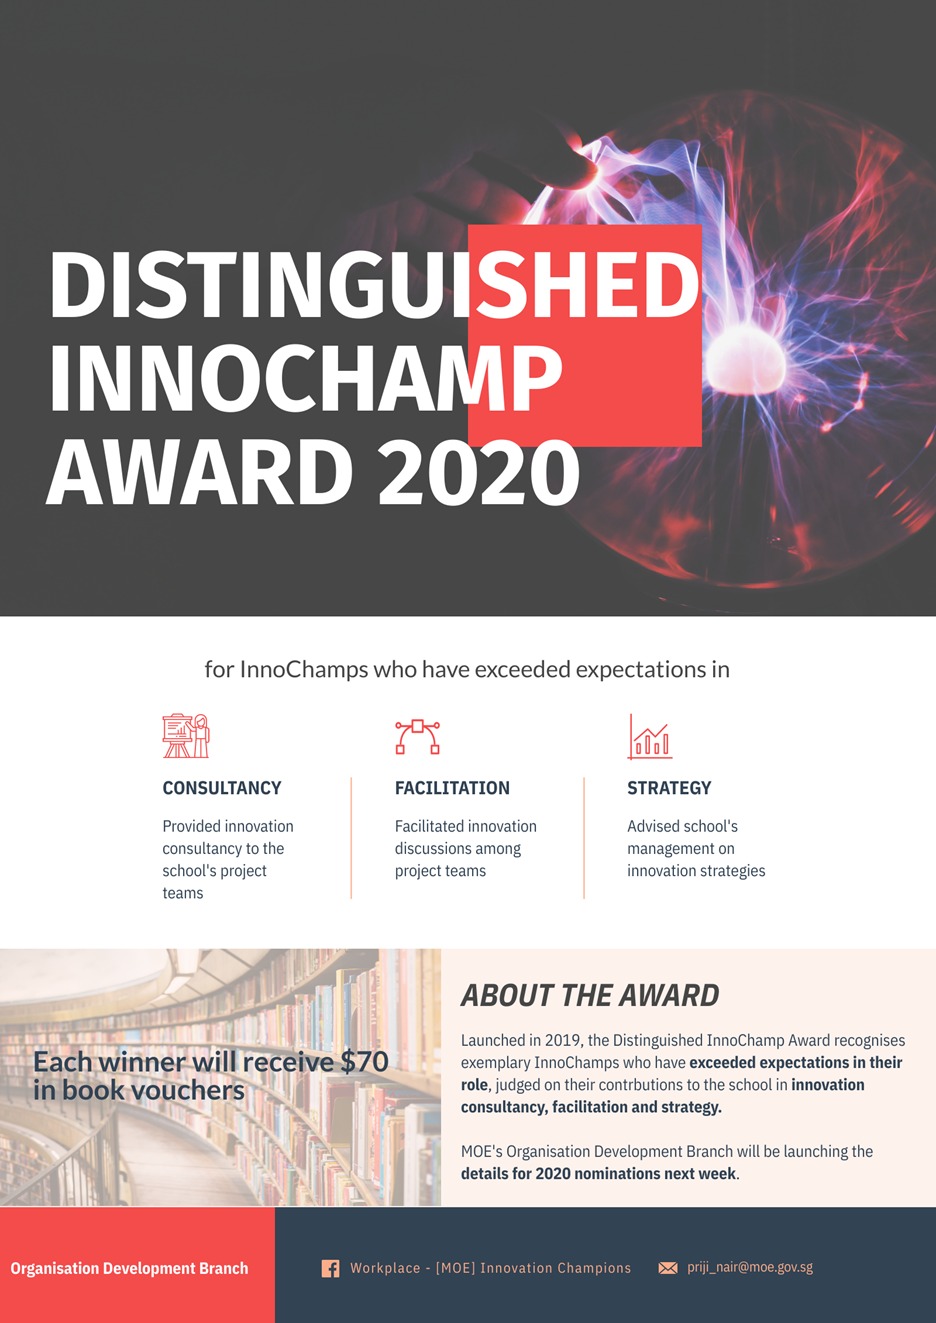 DISTINGUISHED
INNOCHAMP
AWARD 2020
for InnoChamps who have exceeded expectations in
CONSULTANCY
Provided innovation
consultancy to the
school's project
teams
FACILITATION
Facilitated innovation
discussions among
project teams
STRATEGY
Advised school's
management on
innovation strategies
Each winner will receive $70
in book vouchers
ABOUT THE AWARD
Launched in 2019, the Distinguished InnoChamp Award recognises
exemplary InnoChamps who have exceeded expectations in their
role, judged on their contrbutions to the school in innovation
consultancy, facilitation and strategy.
MOE's Organisation Development Branch will be launching the
details for 2020 nominations next week.
Organisation Development Branch
Workplace - [MOE] Innovation Champions
priji_nair@moe.gov.sg